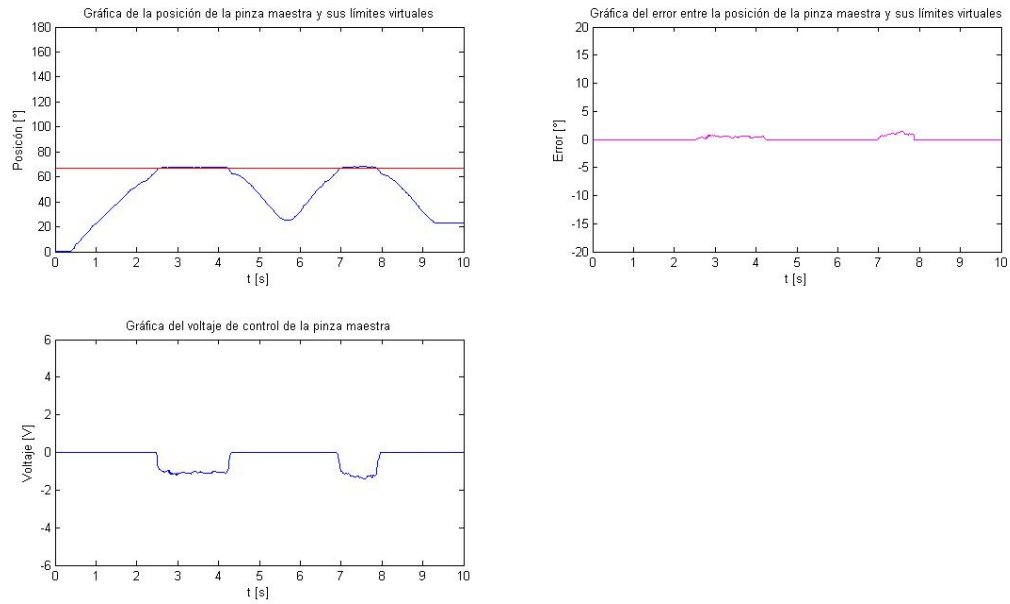 Gráfica de la posición de la pinza maestra y sus límites virtuales
180
160
140
120
100
80
60
40
20
0
Posicón [°]
0 1 2 3 4 5 6 7 8 9 10
t [s]
Gráfica del error entre la posición de la pinza maestra y sus límites virtuales
20
15
10
5
0
-5
-10
-15
-20
Error [°]
0 1 2 3 4 5 6 7 8 9 10
t [s]
Gráfica del voltaje de control de la pinza maestra
6
4
2
0
-2
-4
-6
Voltaje [V]
0 1 2 3 4 5 6 7 8 9 10
t [s]